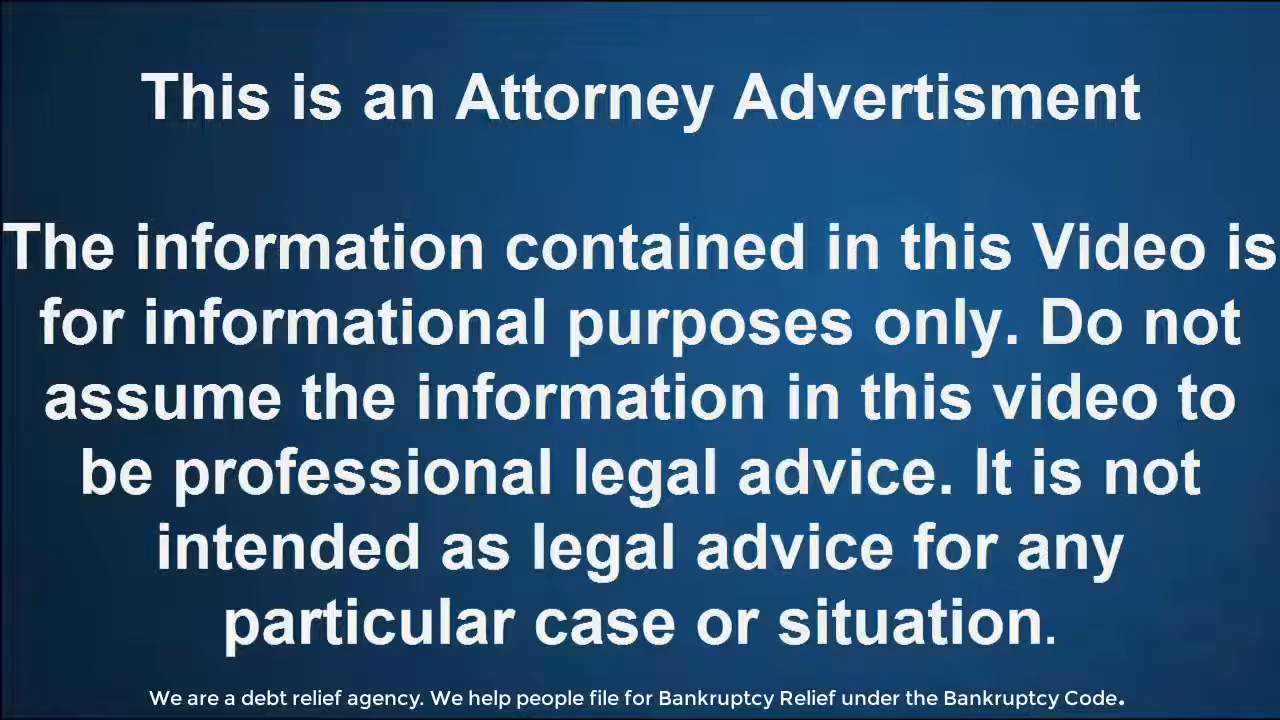 This is an Attorney Advertisment
The information contained in this Video is
for informational purposes only. Do not
assume the information in this video to
be professional legal advice. It is not
intended as legal advice for any
particular case or situation.
We are a debt relief agency. We help people file for Bankruptcy Relief under the Bankruptcy Code.